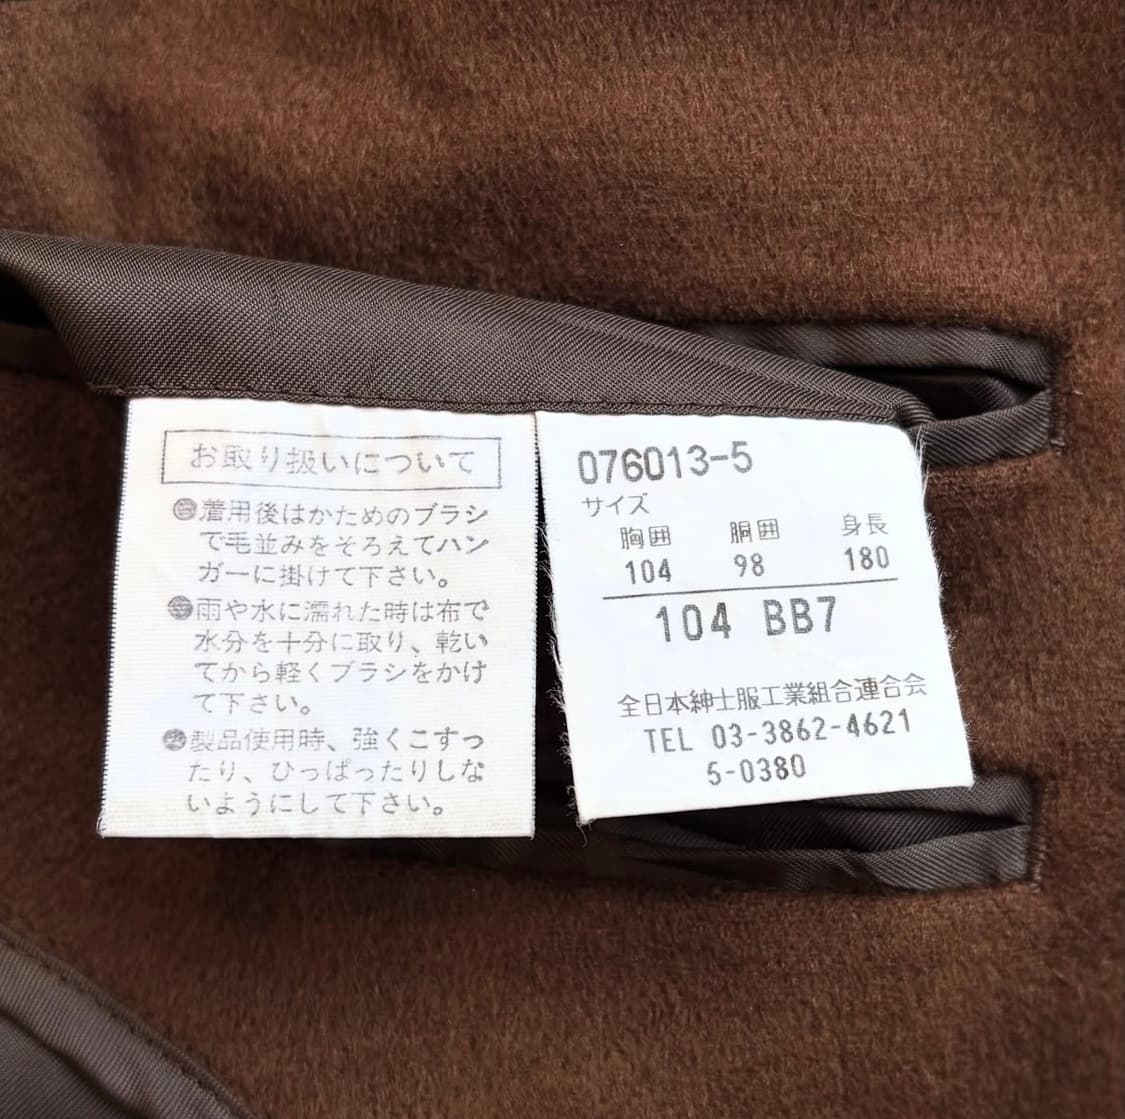 お取り扱いについて
●着用後はかためのブラシ
で毛並みをそろえてハン
ガーに掛けて下さい。
●雨や水に濡れた時は布で
水分を十分に取り、乾い
てから軽くブラシをかけ
て下さい。
●製品使用時、強くこすっ
たり、ひっぱったりしな
いようにして下さい。
076013-5
サイズ
胸囲 胴囲 身長
104 98 180
104 BB7
全日本紳士服工業組合連合会
TEL 03-3862-4621
5-0380